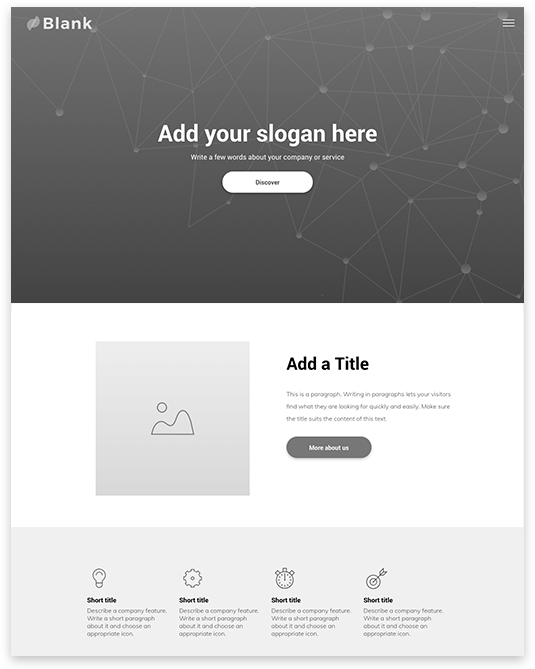 Blank
Add your slogan here
Write a few words about your company or service
Discover
Add a Title
This is a paragraph. Writing in paragraphs lets your visitors
find what they are looking for quickly and easily. Make sure
the title suits the content of this text.
More about us
Short title
Describe a company feature.
Write a short paragraph
about it and choose an
appropriate icon.
Short title
Describe a company feature.
Write a short paragraph
about it and choose an
appropriate icon.
Short title
Describe a company feature.
Write a short paragraph
about it and choose an
appropriate icon.
Short title
Describe a company feature.
Write a short paragraph
about it and choose an
appropriate icon.